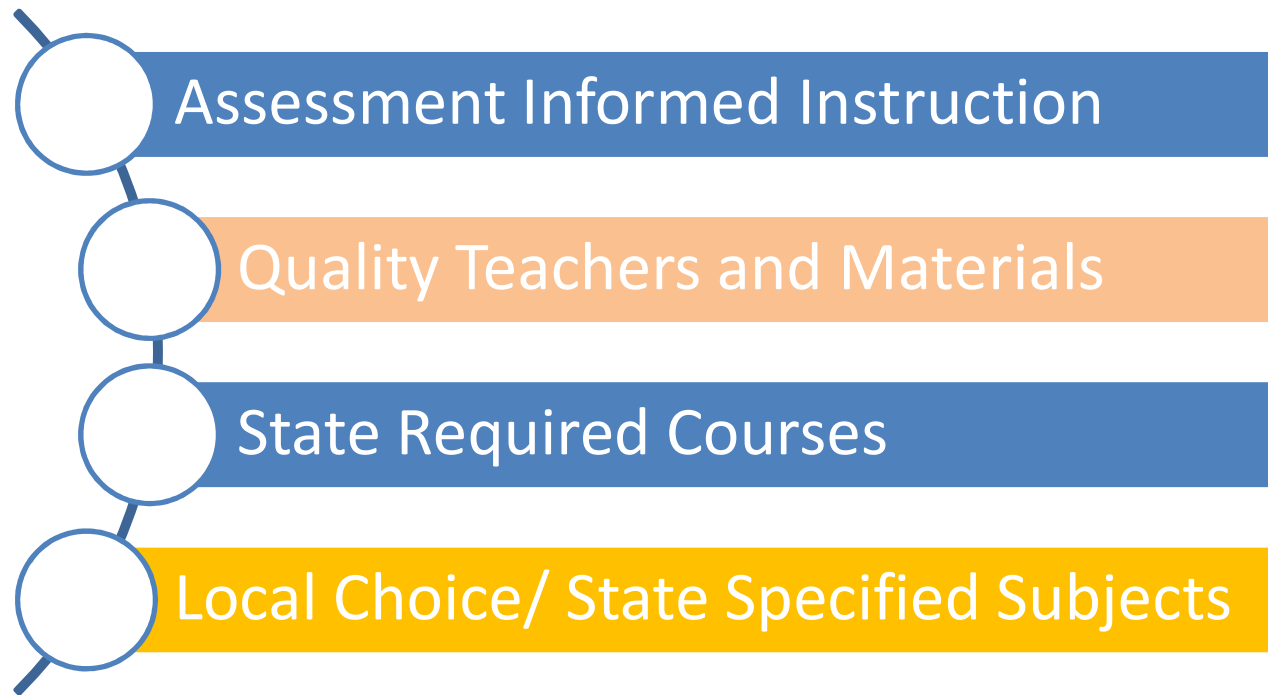 Assessment Informed Instruction
Quality Teachers and Materials
State Required Courses
Local Choice/ State Specified Subjects